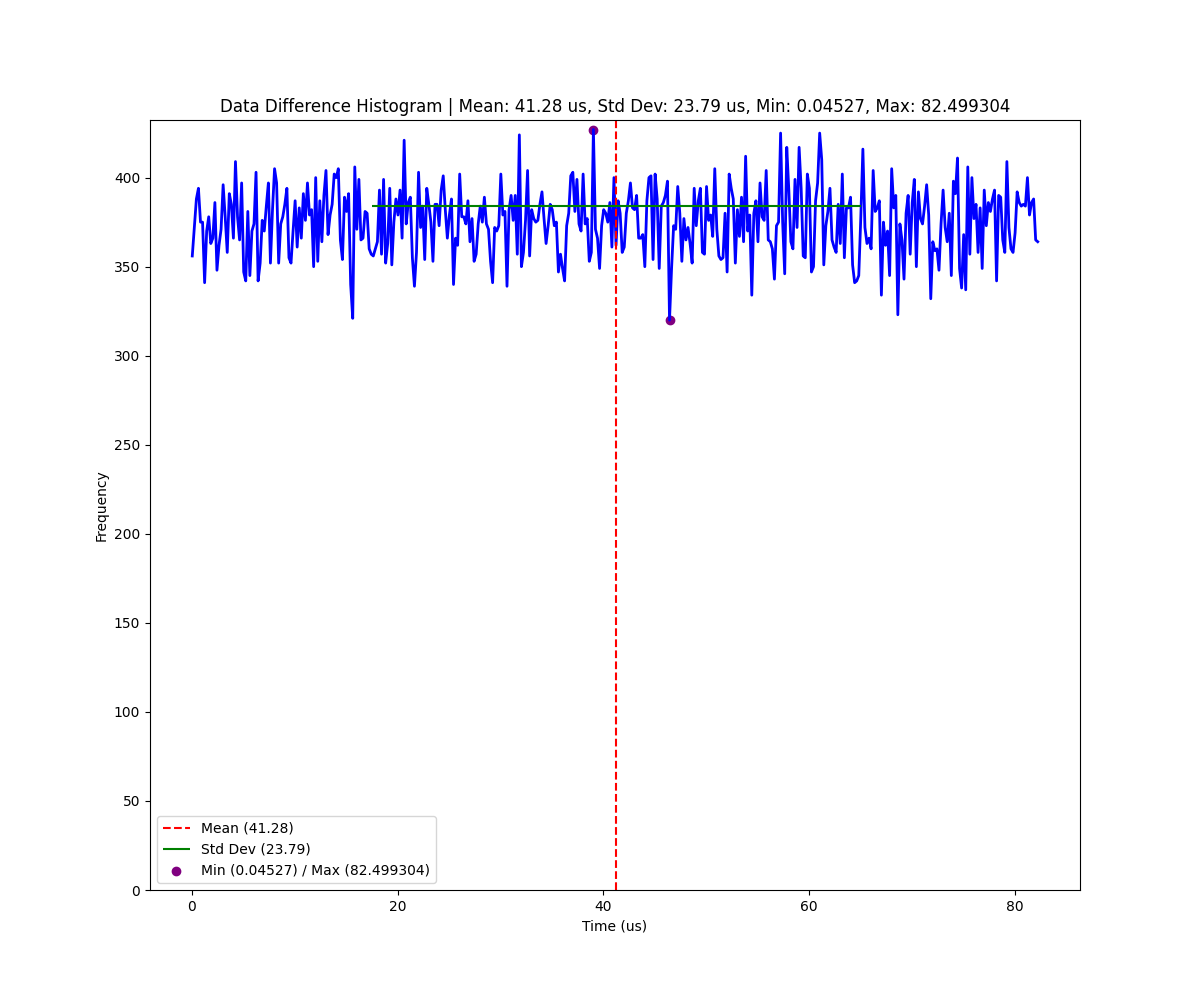 Data Difference Histogram | Mean: 41.28 us, Std Dev: 23.79 us, Min: 0.04527, Max: 82.499304
400
350
300
250
200
150
100
50
0
Frequency
Mean (41.28)
Std Dev (23.79)
Min (0.04527) / Max (82.499304)
0 20 40 60 80
Time (us)